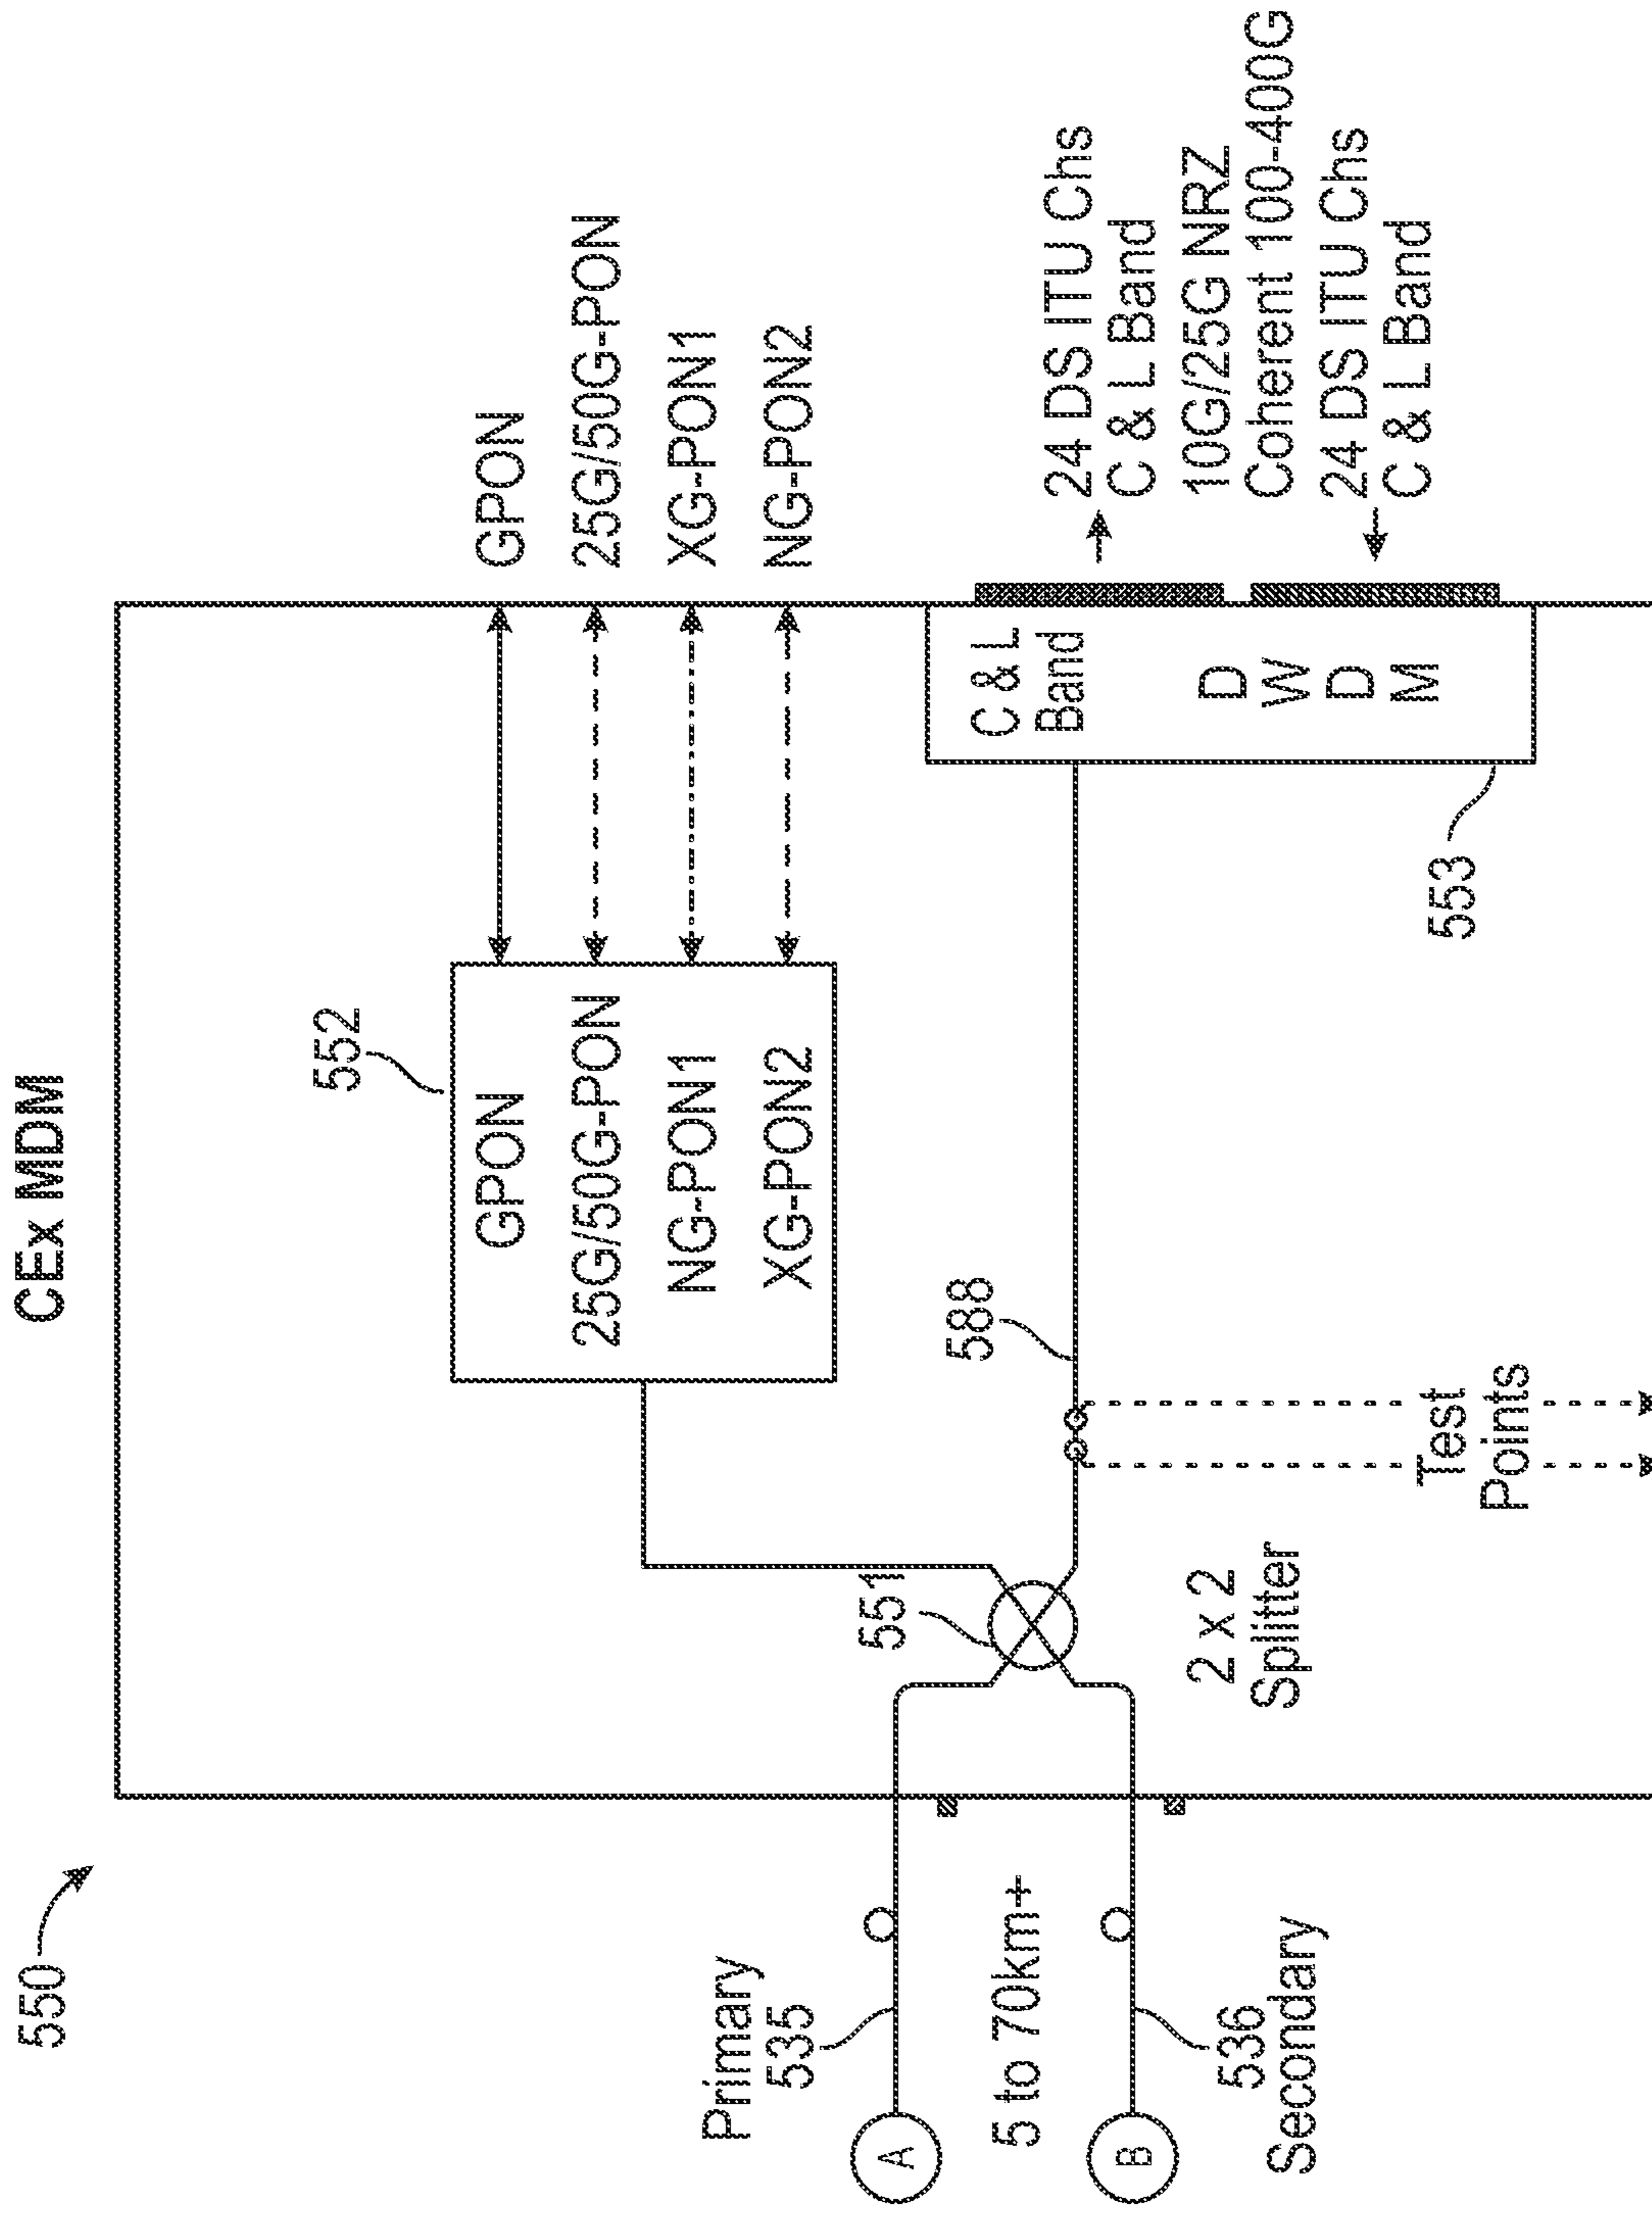 550
CEx MDM
552
GPON
25G/50G-PON
NG-PON1
XG-PON2
GPON
25G/50G-PON
XG-PON1
NG-PON2
Primary
535
A
5 to 70km+
B
536
Secondary
551
2 x 2
Splitter
588
Test
Points
C & L
Band
D
W
D
M
553
24 DS ITU Chs
C & L Band
10G/25G NRZ
Coherent 100-400G
24 DS ITU Chs
C & L Band